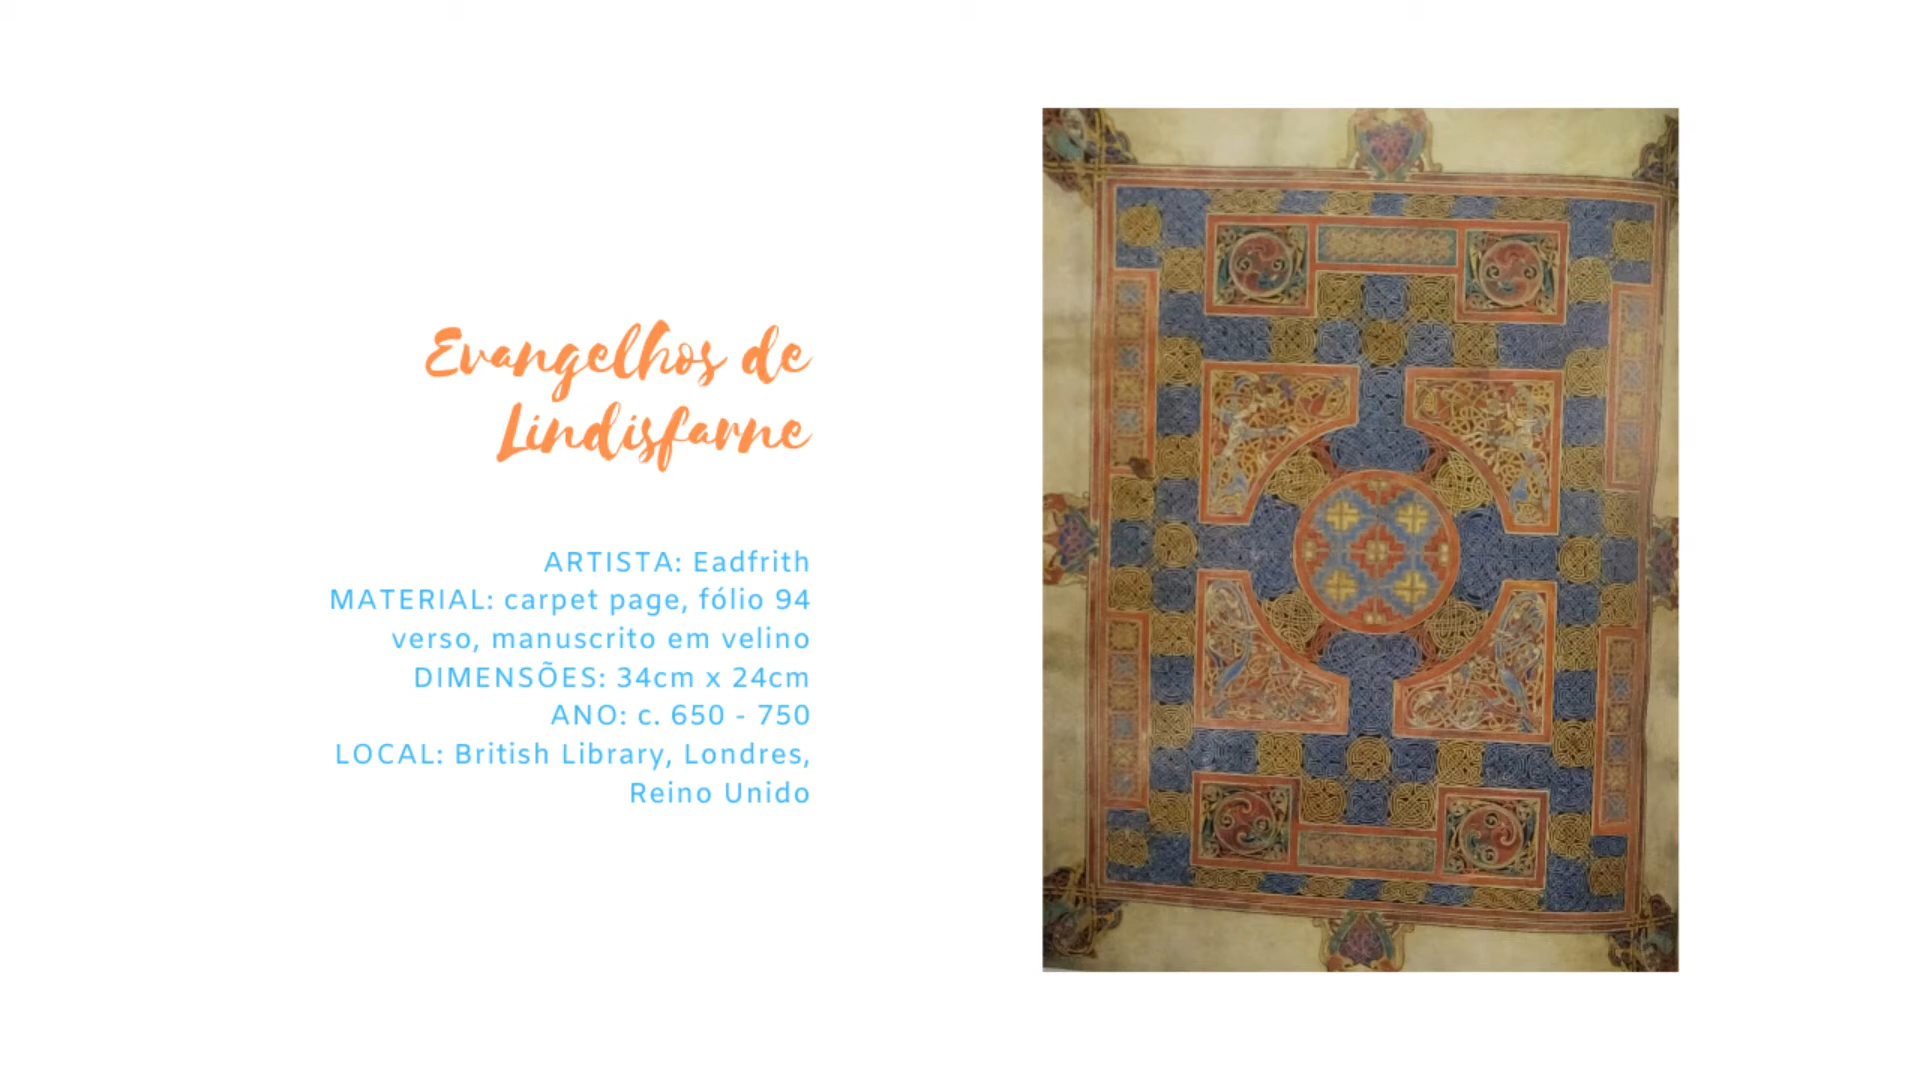 Evangelhos de
Lindisfarne
ARTISTA: Eadfrith
MATERIAL: carpet page, fólio 94
verso, manuscrito em velino
DIMENSÕES: 34cm x 24cm
ANO: c. 650 - 750
LOCAL: British Library, Londres,
Reino Unido